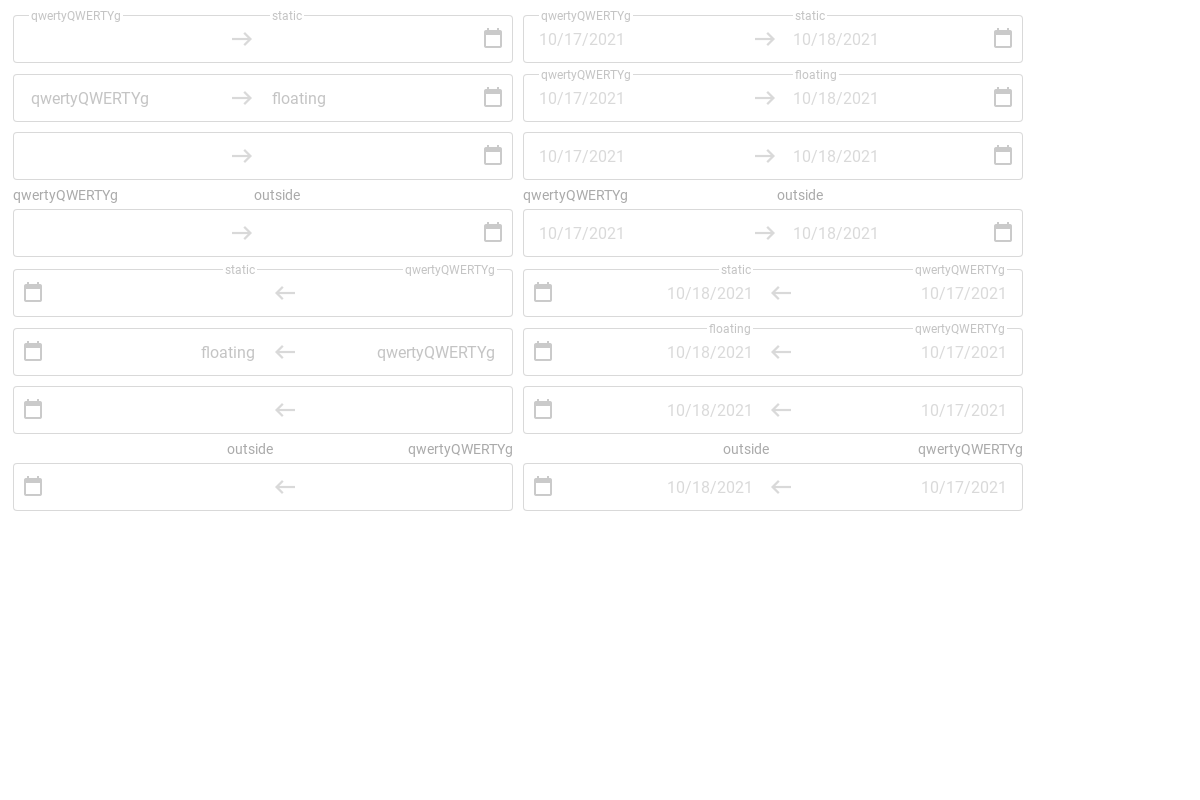 qwertyQWERTYg static qwertyQWERTYg static
10/17/2021 10/18/2021
qwertyQWERTYg floating
qwertyQWERTYg floating 10/17/2021 10/18/2021
10/17/2021 10/18/2021
qwertyQWERTYg outside qwertyQWERTYg outside
10/17/2021 10/18/2021
static qwertyQWERTYg static qwertyQWERTYg
10/18/2021 10/17/2021
floating qwertyQWERTYg
floating qwertyQWERTYg 10/18/2021 10/17/2021
10/18/2021 10/17/2021
outside qwertyQWERTYg outside qwertyQWERTYg
10/18/2021 10/17/2021